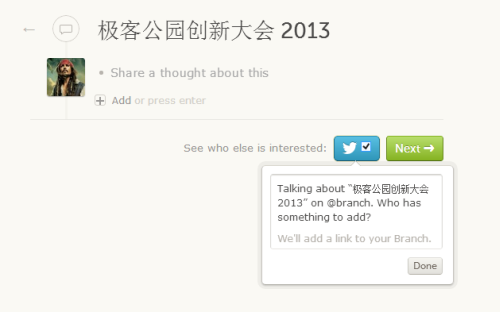 极客公园创新大会 2013
Share a thought about this
Add or press enter
See who else is interested:
Next
Talking about "极客公园创新大会
2013" on @branch. Who has
something to add?
We'll add a link to your Branch.
Done